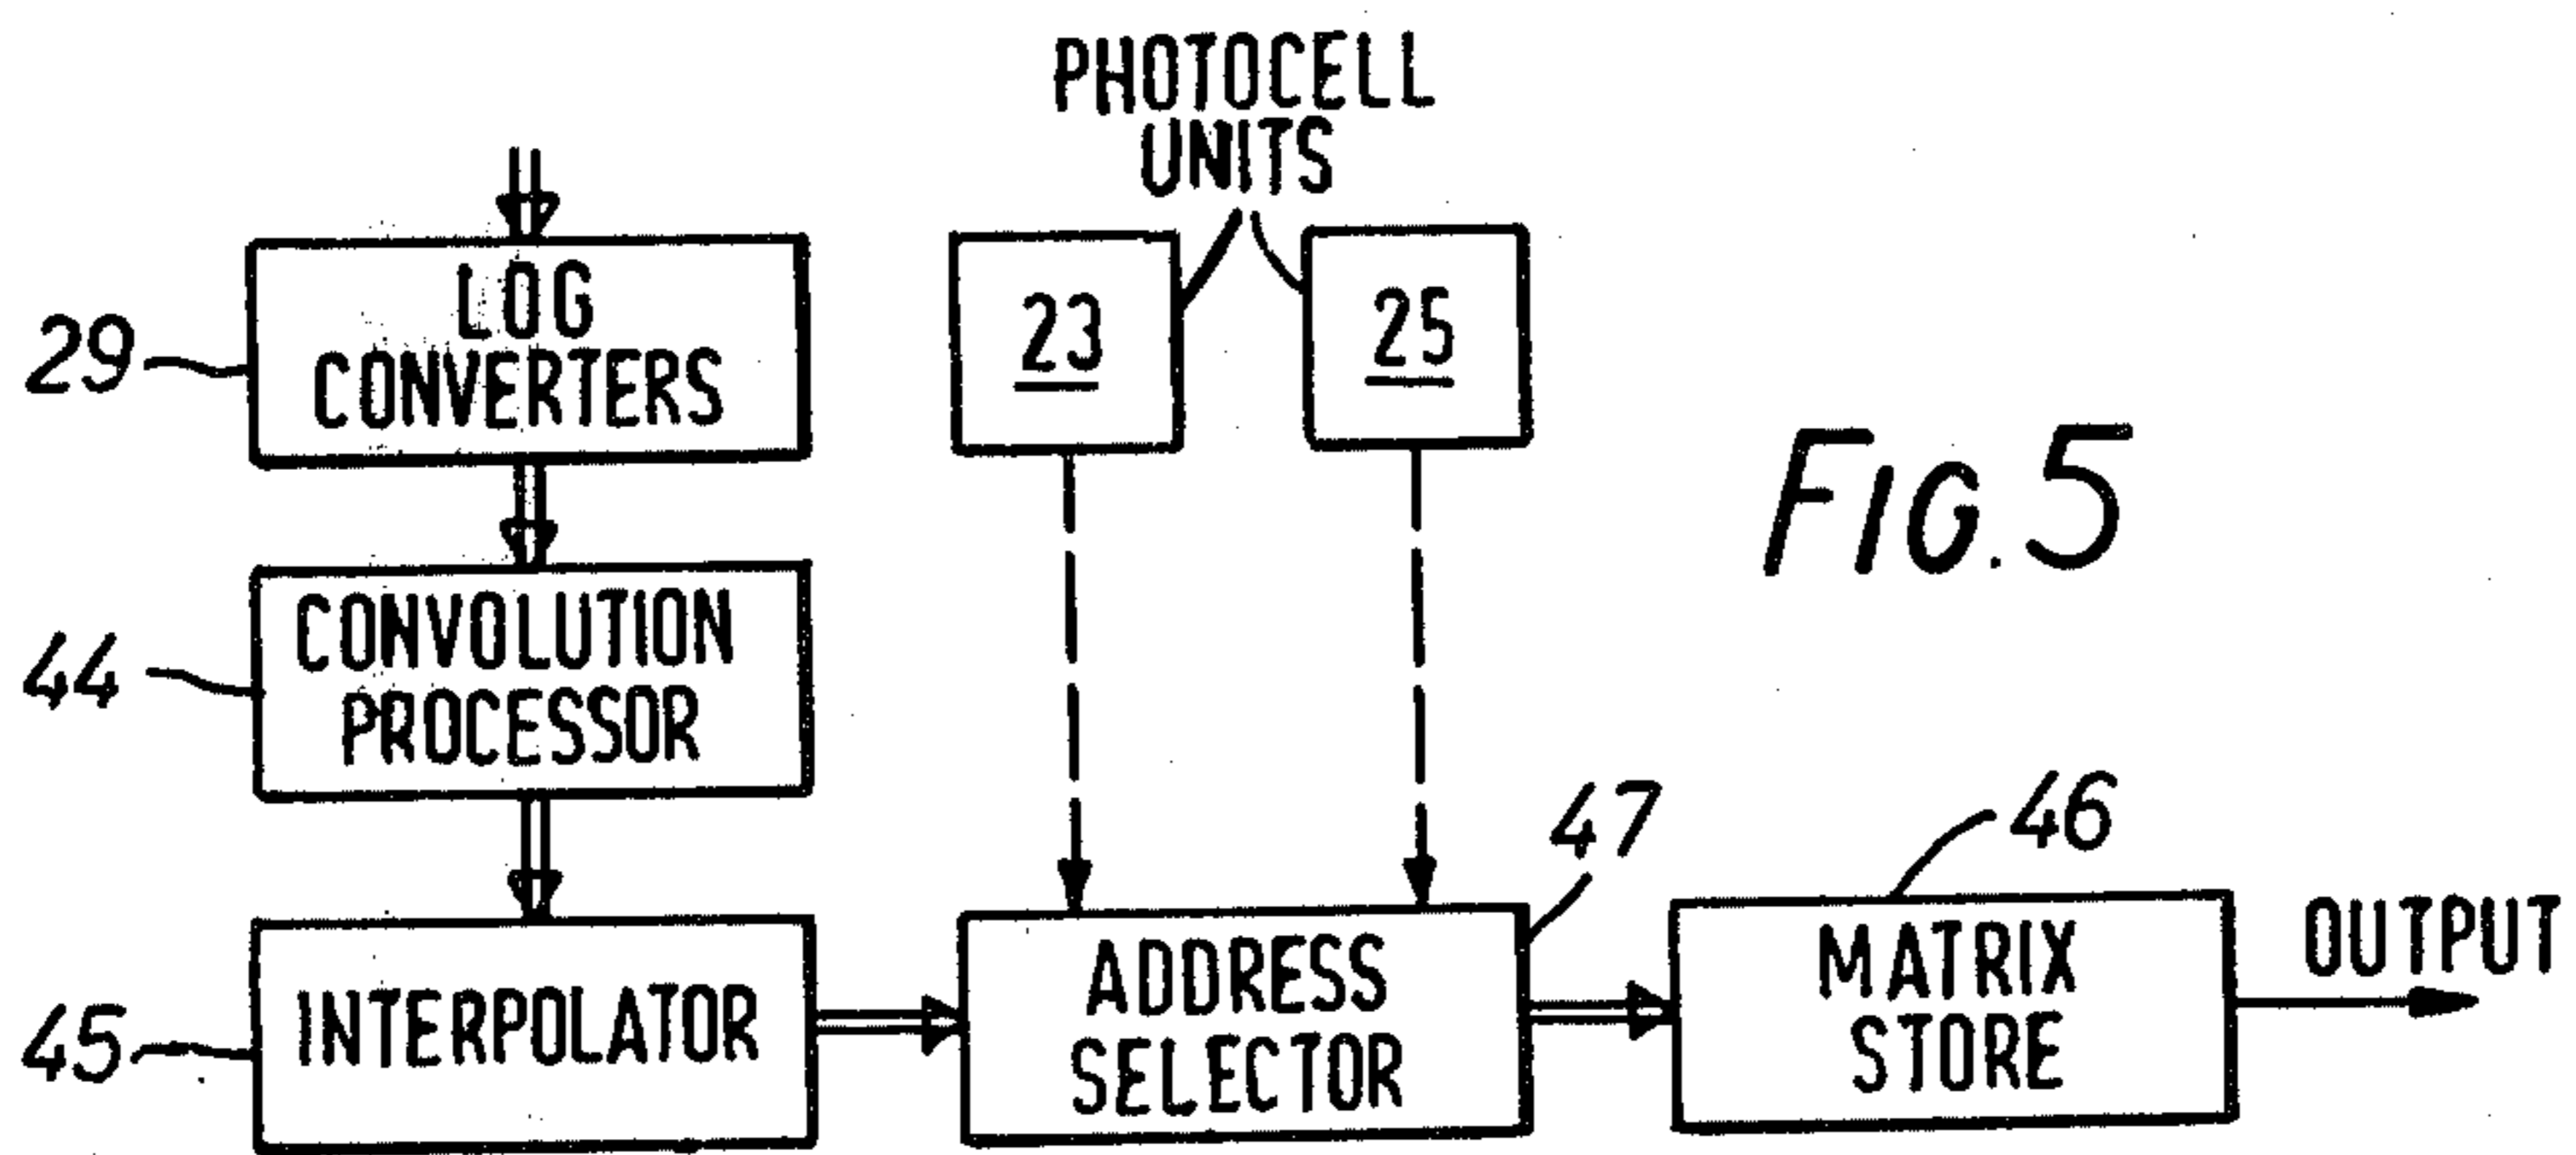 PHOTOCELL
UNITS
29
LOG
CONVERTERS
23
25
FIG. 5
44
CONVOLUTION
PROCESSOR
47
46
45
INTERPOLATOR
ADDRESS
SELECTOR
MATRIX
STORE
OUTPUT